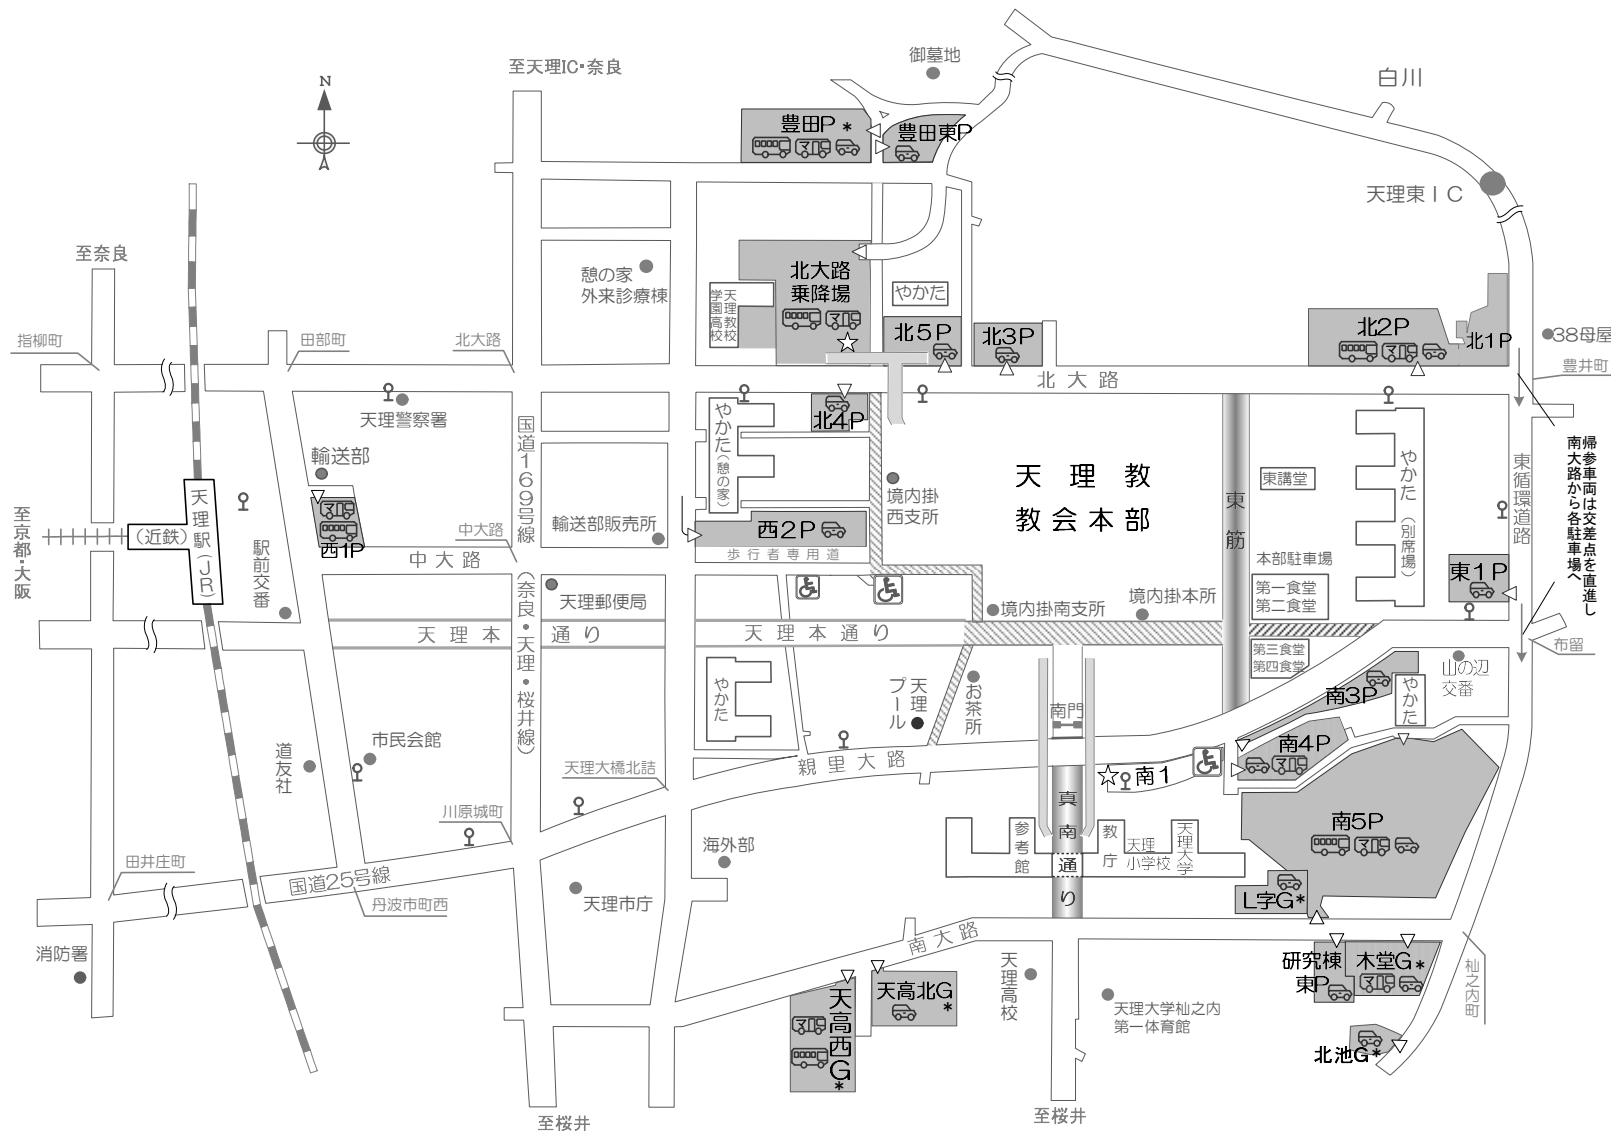 至天理IC・奈良
御墓地
白川
N
豊田P *
豊田東P
マ
天理東IC
至奈良
憩の家
外来診療棟
天理教校
学園高校
北大路
乗降場
マ
やかた
北5P
北3P
北2P
マ
北1P
38母屋
豊井町
指柳町
田部町
北大路
北大路
天理警察署
北4P
国道169号線
(奈良・天理・桜井線)
やかた(憩の家)
輸送部
マ
西1P
天理駅(JR)
(近鉄)
至京都・大阪
駅前交番
中大路
中大路
輸送部販売所
西2P
歩行者専用道
境内掛
西支所
天理教
教会本部
東筋
東講堂
やかた(別席場)
東循環道路
帰参車両は交差点を直進し
南大路から各駐車場へ
本部駐車場
第一食堂
第二食堂
東1P
天理郵便局
境内掛南支所
境内掛本所
天理本通り
天理本通り
第三食堂
第四食堂
布留
山の辺
交番
やかた
やかた
天理
プール
お茶所
南門
南3P
南4P
マ
道友社
市民会館
天理大橋北詰
親里大路
南1
川原城町
真南通り
南5P
マ
参考館
教庁
天理
小学校
天理大学
海外部
田井庄町
国道25号線
丹波市町西
天理市庁
L字G*
消防署
南大路
天理高校
研究棟
東P
木堂G*
マ
杣之内町
天高西G*
マ
天高北G
*
天理大学杣之内
第一体育館
北池G*
至桜井
至桜井